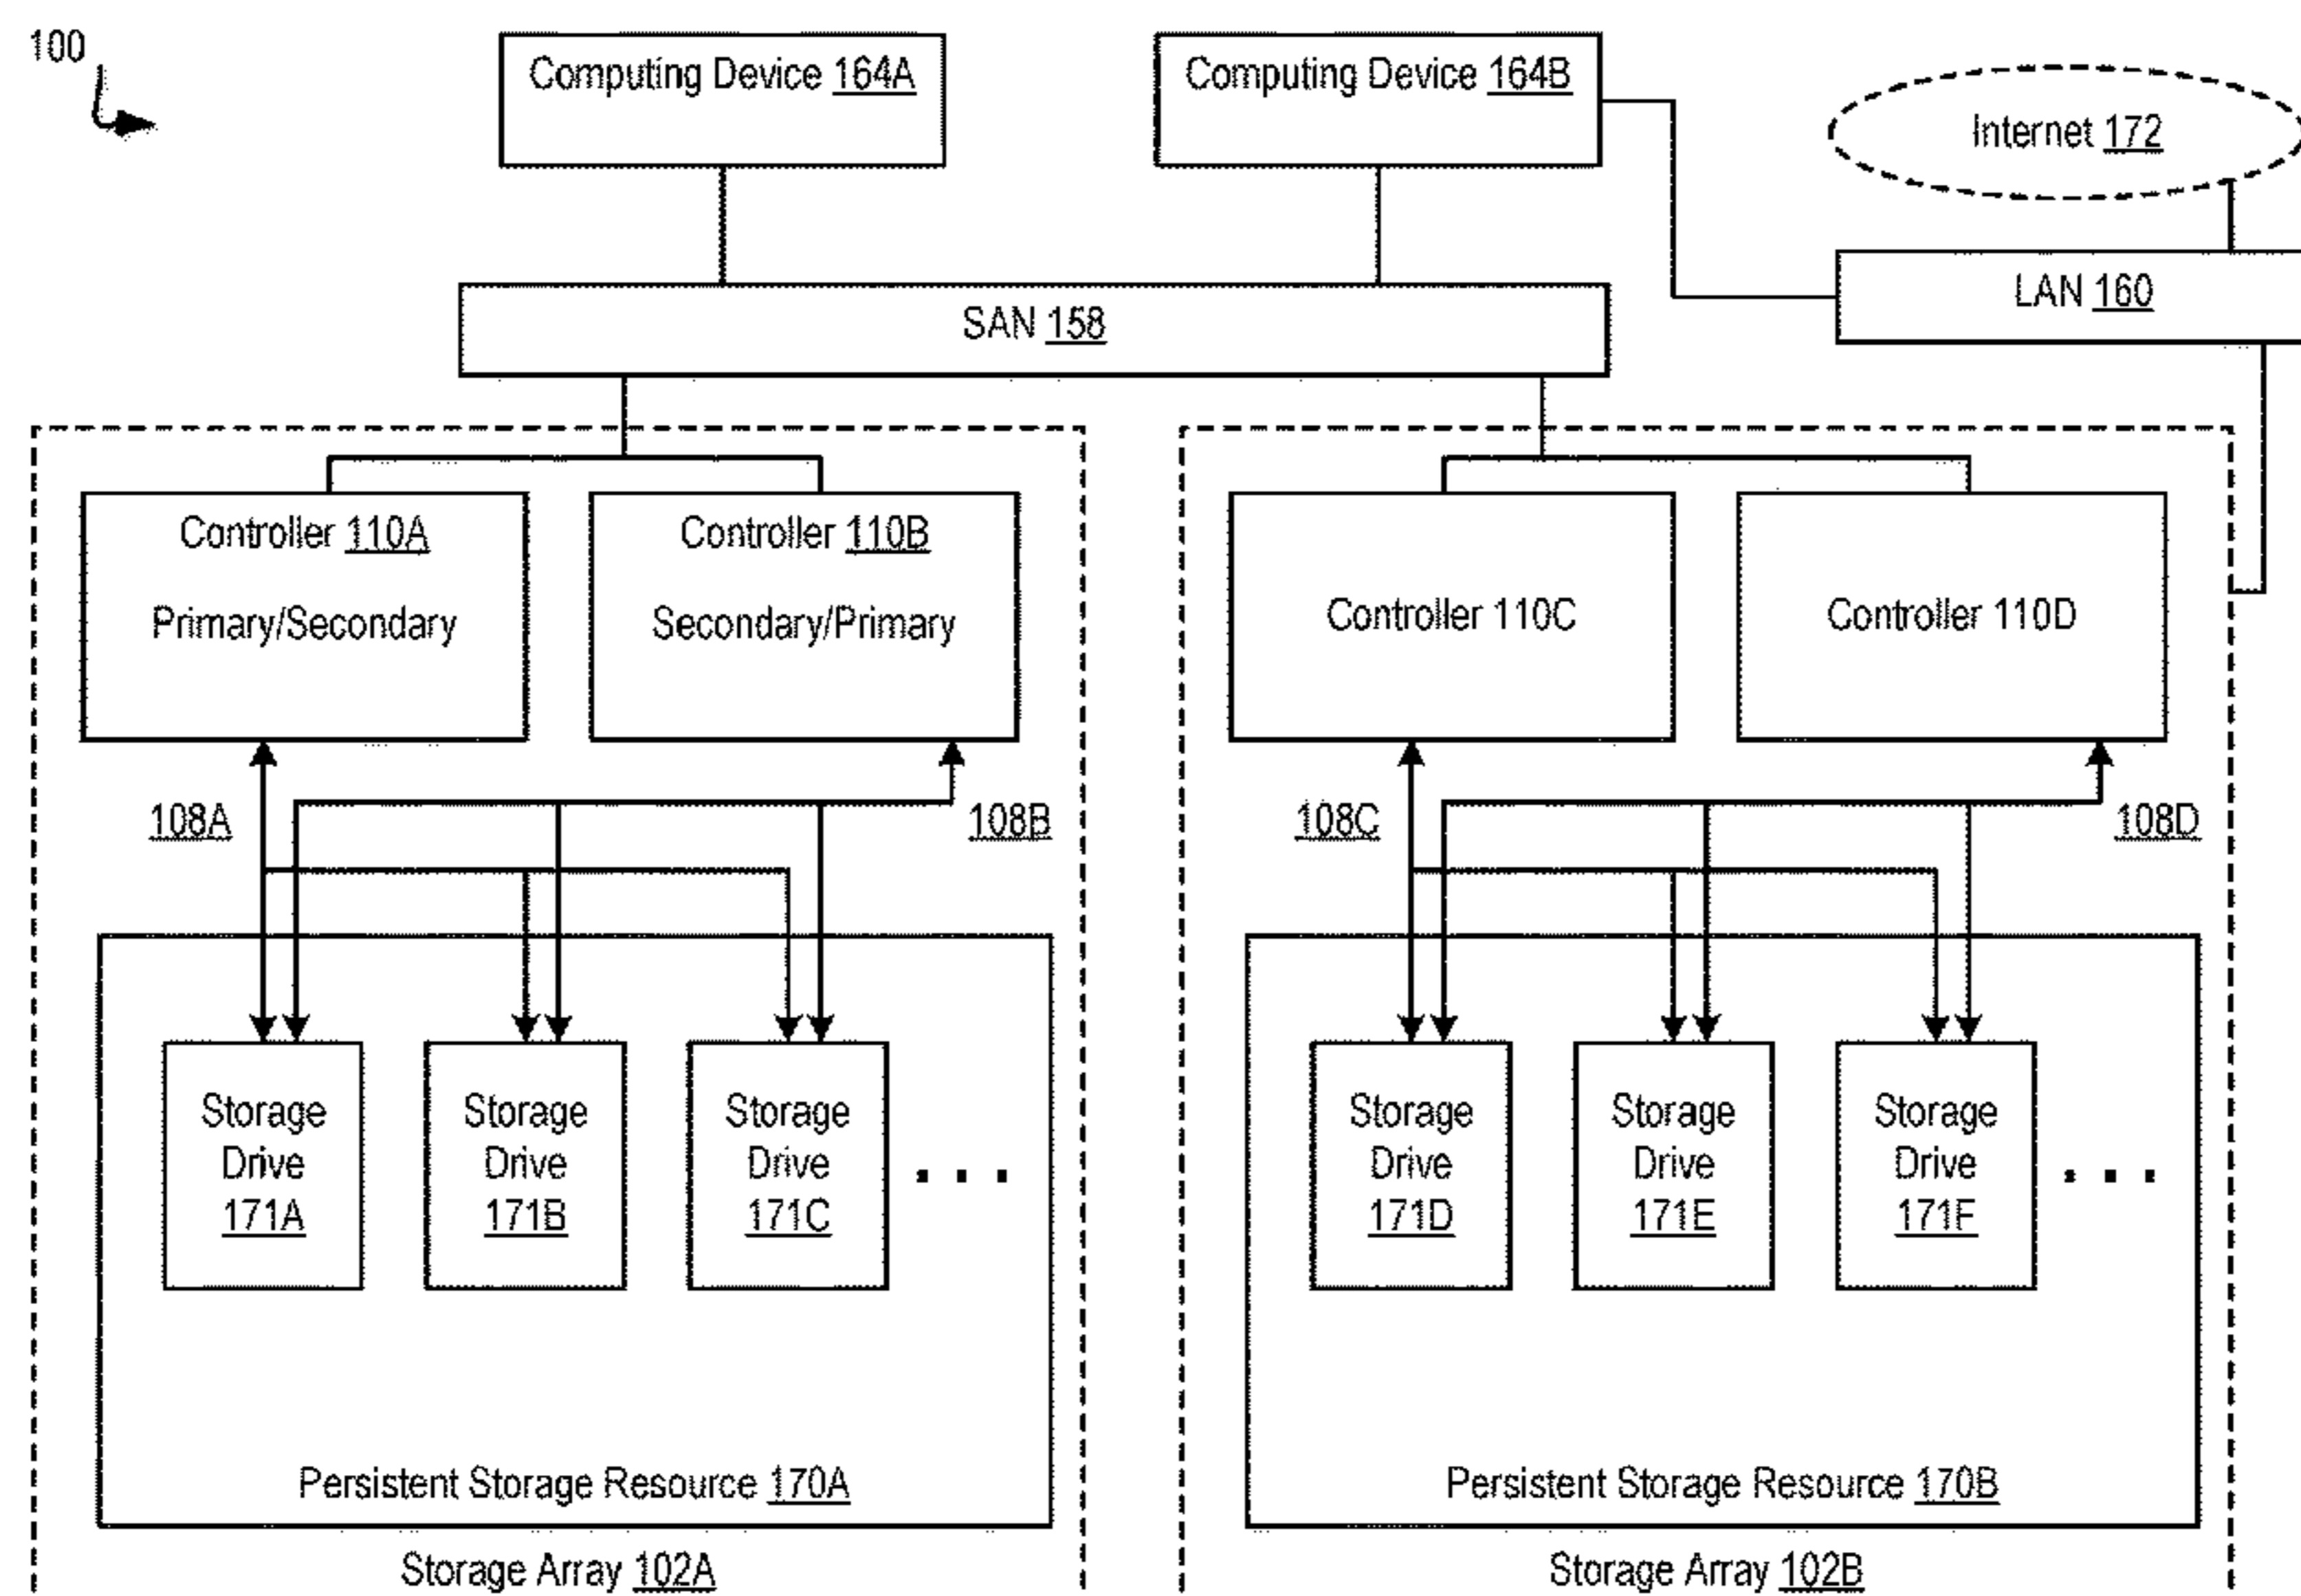 100
Computing Device 164A
Computing Device 164B
Internet 172
LAN 160
SAN 158
Controller 110A
Primary/Secondary
Controller 110B
Secondary/Primary
Controller 110C
Controller 110D
108A
108B
108C
108D
Storage
Drive
171A
Storage
Drive
171B
Storage
Drive
171C
. . .
Storage
Drive
171D
Storage
Drive
171E
Storage
Drive
171F
. . .
Persistent Storage Resource 170A
Persistent Storage Resource 170B
Storage Array 102A
Storage Array 102B